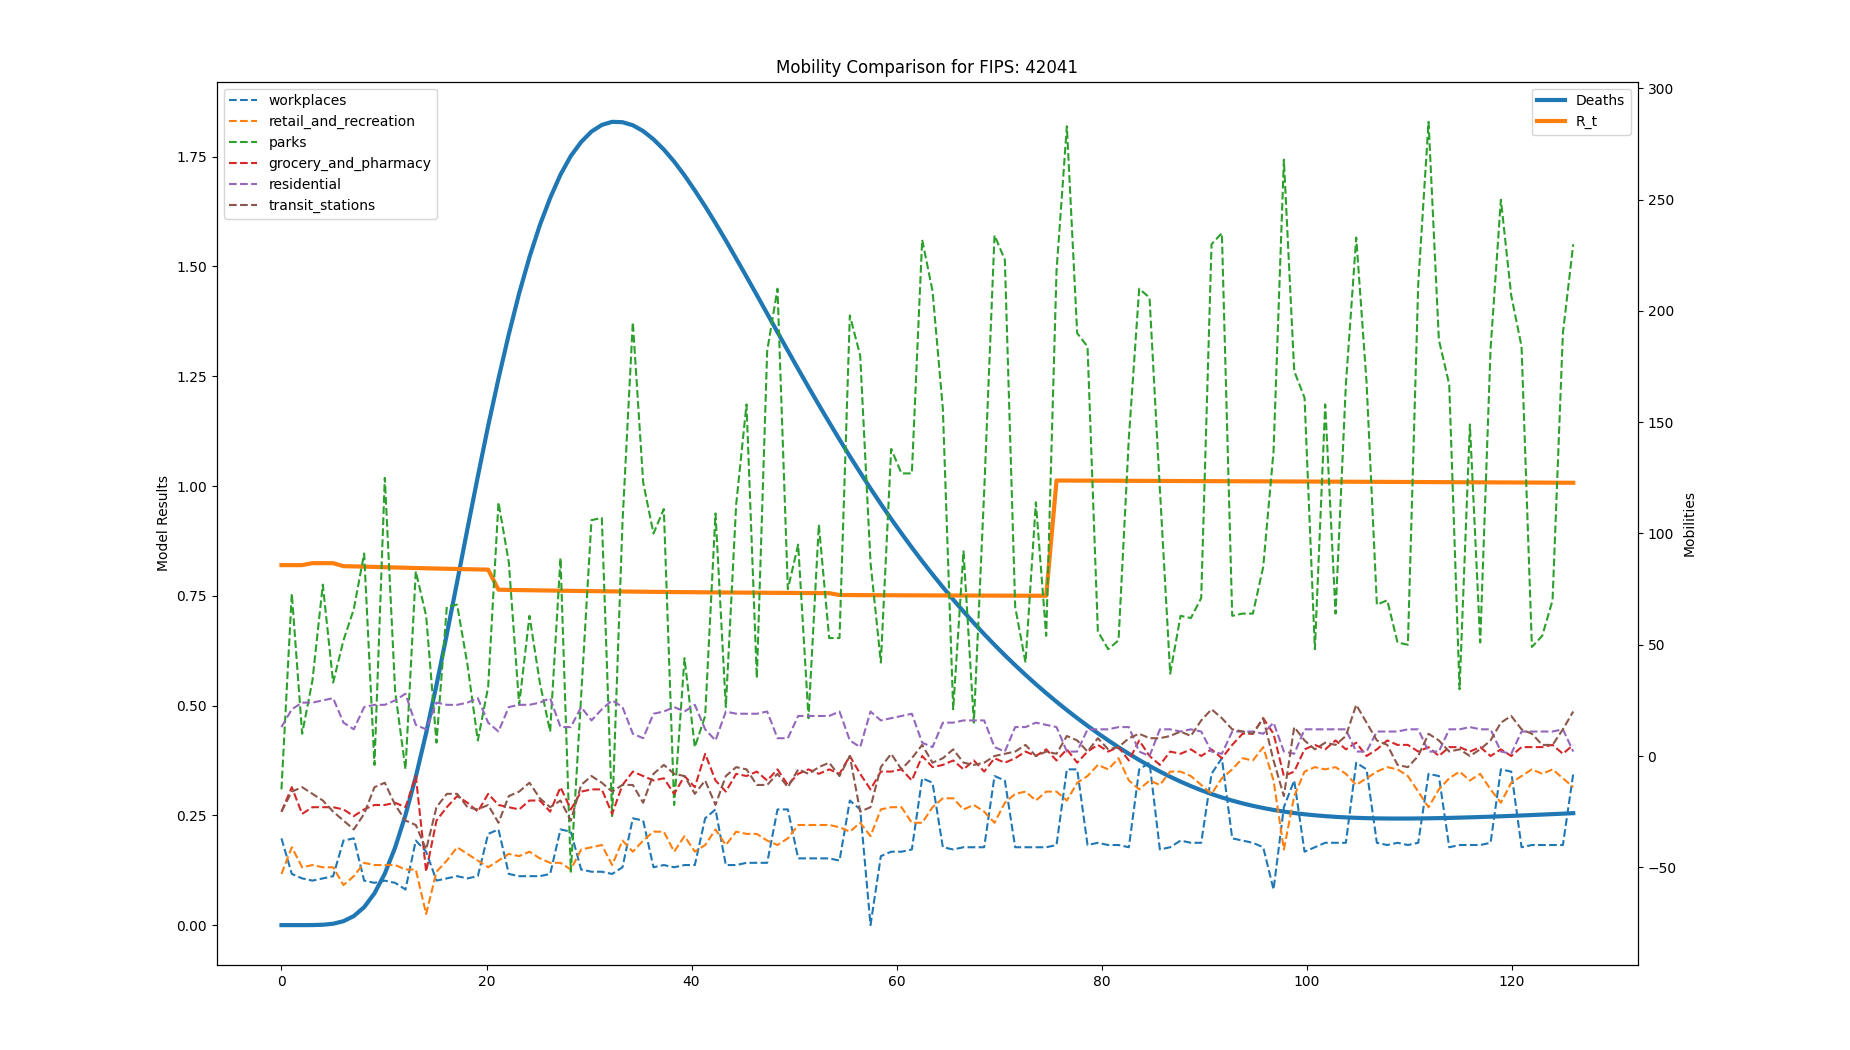 Mobility Comparison for FIPS: 42041
workplaces
retail_and_recreation
parks
grocery_and_pharmacy
residential
transit_stations
Deaths
R_t
Model Results
1.75
1.50
1.25
1.00
0.75
0.50
0.25
0.00
Mobilities
300
250
200
150
100
50
0
−50
0
20
40
60
80
100
120